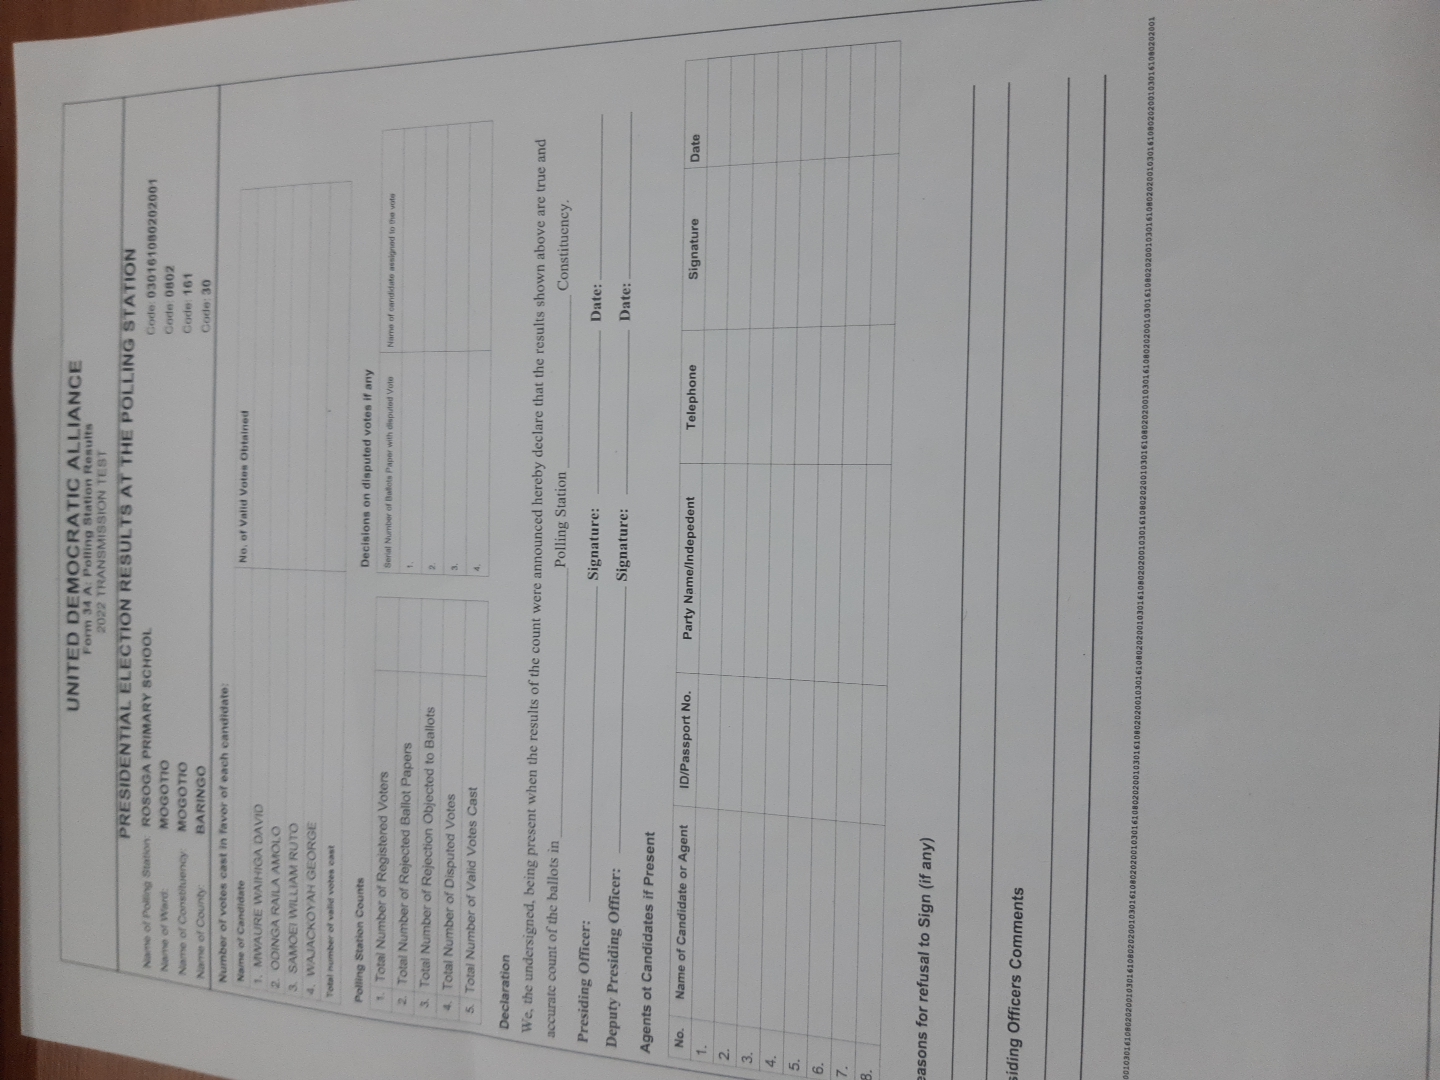 UNITED DEMOCRATIC ALLIANCE
Form 34 A: Polling Station Results
2022 TRANSMISSION TEST
PRESIDENTIAL ELECTION RESULTS AT THE POLLING STATION
Name of Polling Station: ROSOGA PRIMARY SCHOOL Code: 030161080202001
Name of Ward: MOGOTIO Code: 0802
Name of Constituency: MOGOTIO Code: 161
Name of County: BARINGO Code: 30
Number of votes cast in favor of each candidate:
Name of Candidate No. of Valid Votes Obtained
1. MWAURE WAIHIGA DAVID
2. ODINGA RAILA AMOLO
3. SAMOEI WILLIAM RUTO
4. WAJACKOYAH GEORGE
Total number of valid votes cast
Polling Station Counts
1. Total Number of Registered Voters
2. Total Number of Rejected Ballot Papers
3. Total Number of Rejection Objected to Ballots
4. Total Number of Disputed Votes
5. Total Number of Valid Votes Cast
Decisions on disputed votes if any
Serial Number of Ballots Paper with disputed Vote Name of candidate assigned to the vote
1.
2.
3.
4.
Declaration
We, the undersigned, being present when the results of the count were announced hereby declare that the results shown above are true and
accurate count of the ballots in Polling Station Constituency.
Presiding Officer: Signature: Date:
Deputy Presiding Officer: Signature: Date:
Agents ot Candidates if Present
No. Name of Candidate or Agent ID/Passport No. Party Name/Indepedent Telephone Signature Date
1.
2.
3.
4.
5.
6.
7.
8.
easons for refusal to Sign (if any)
siding Officers Comments
001030161080202001030161080202001030161080202001030161080202001030161080202001030161080202001030161080202001030161080202001030161080202001030161080202001030161080202001030161080202001030161080202001030161080202001